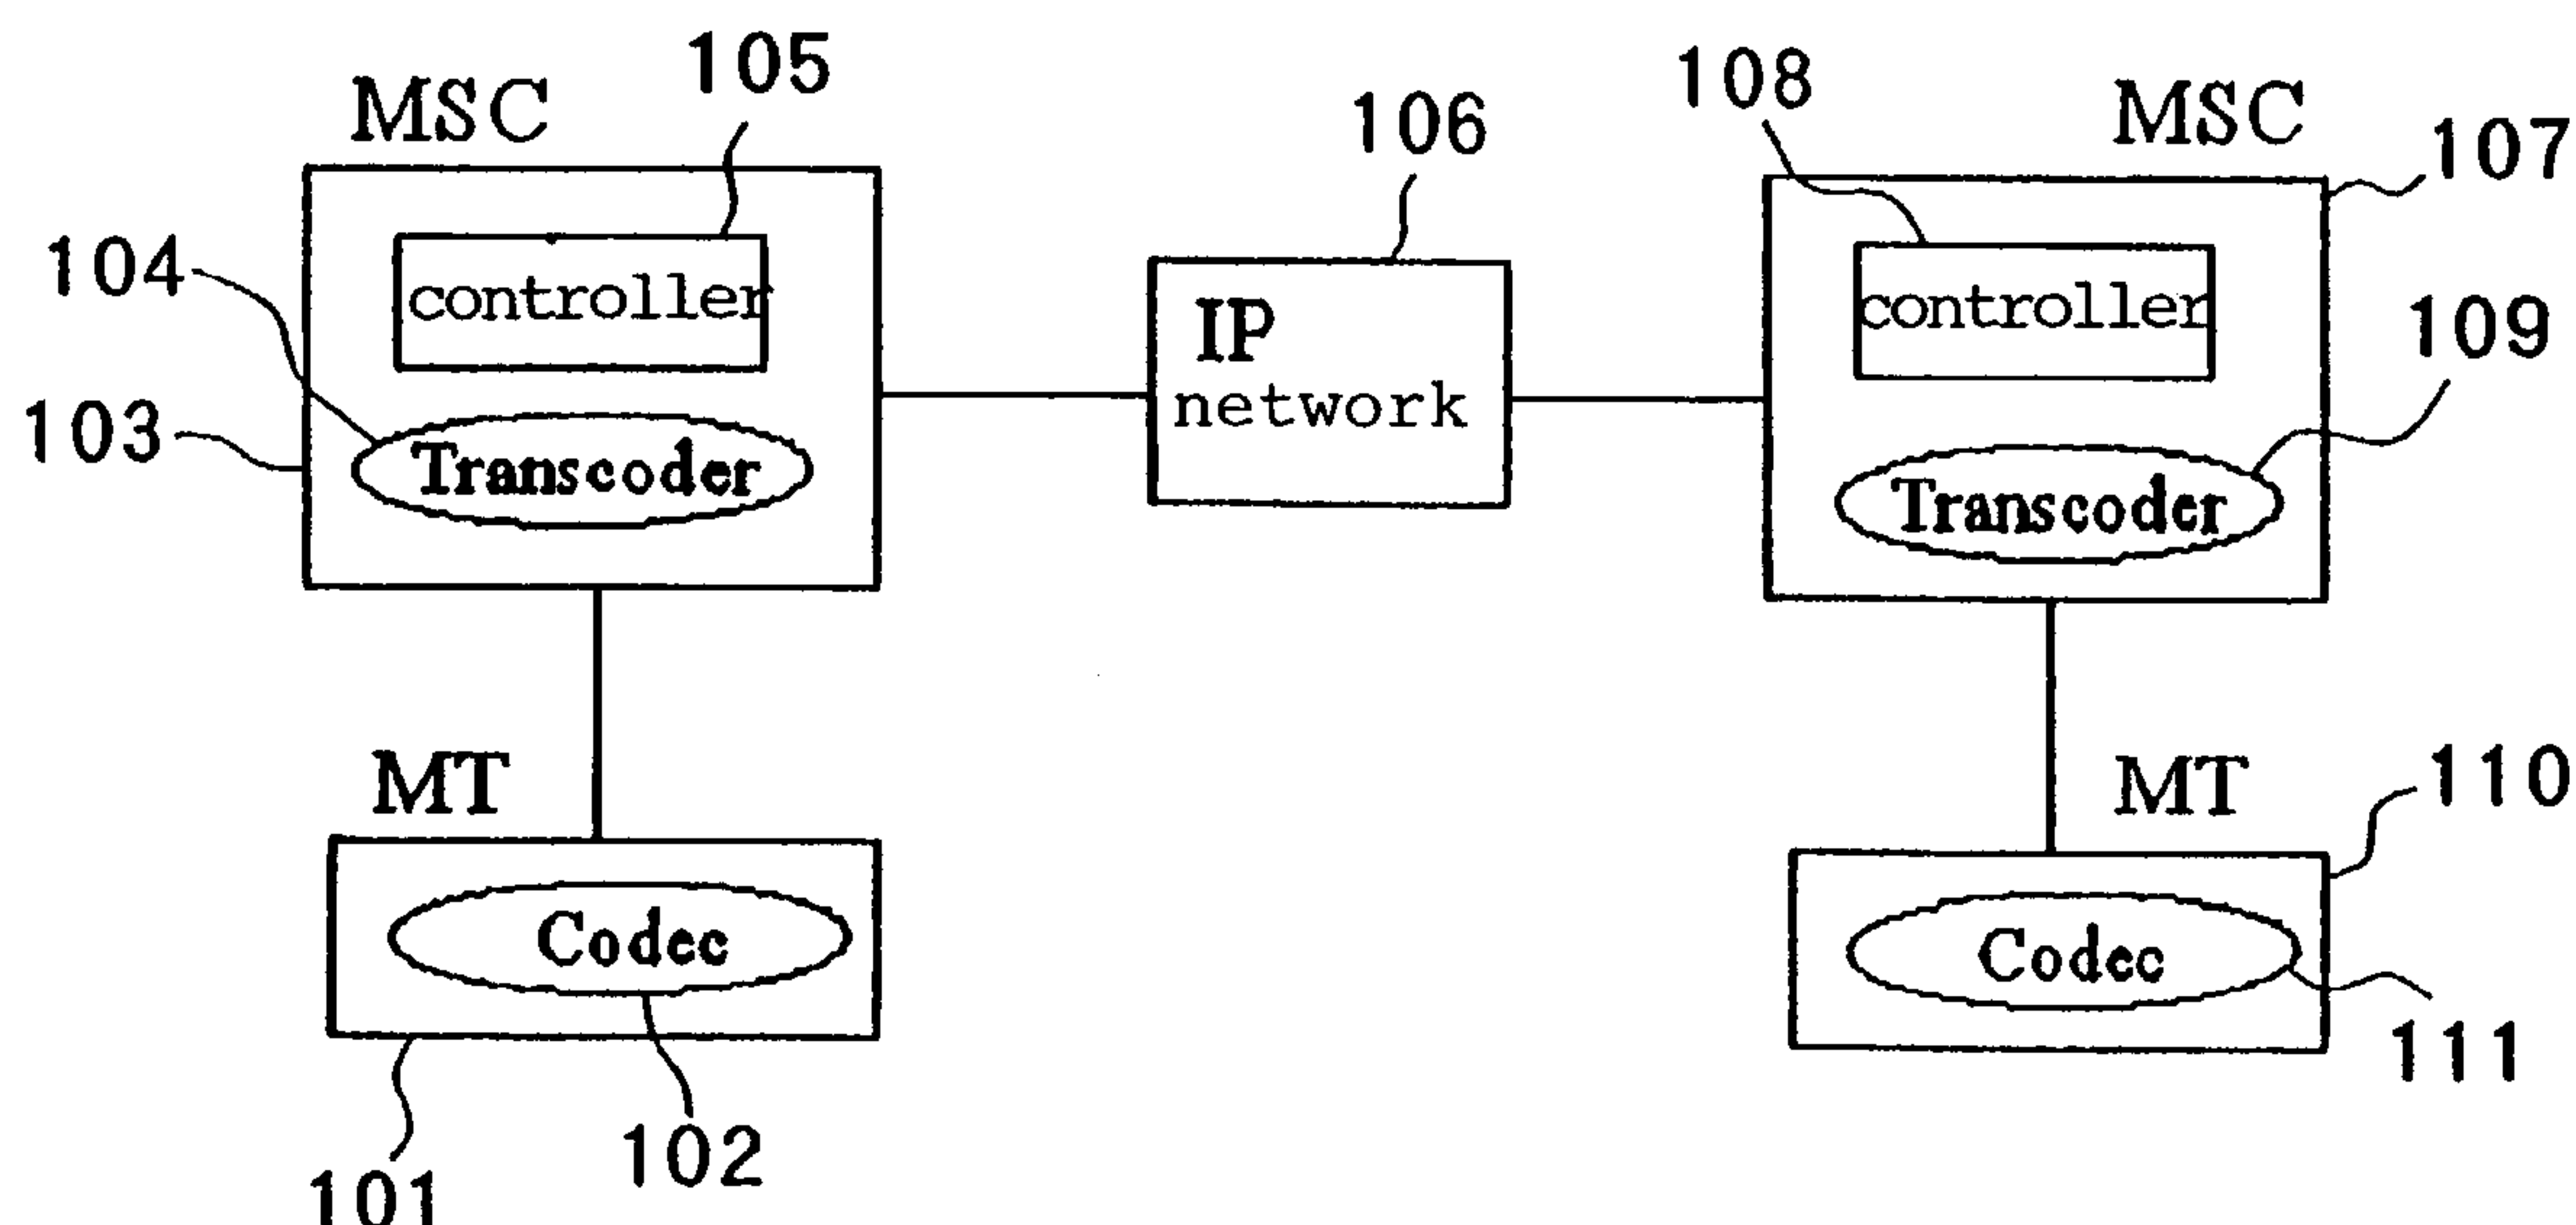 105
MSC
108
MSC
106
107
104
controller
IP
network
controller
109
103
Transcoder
Transcoder
MT
MT
110
Codec
Codec
111
102
101